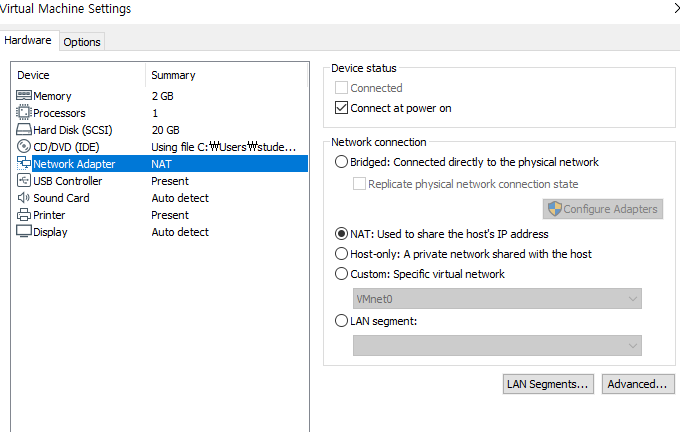 Virtual Machine Settings
Hardware Options
Device Summary
Memory 2 GB
Processors 1
Hard Disk (SCSI) 20 GB
CD/DVD (IDE) Using file C:₩Users₩stude...
Network Adapter NAT
USB Controller Present
Sound Card Auto detect
Printer Present
Display Auto detect
Device status
Connected
Connect at power on
Network connection
Bridged: Connected directly to the physical network
Replicate physical network connection state
Configure Adapters
NAT: Used to share the host's IP address
Host-only: A private network shared with the host
Custom: Specific virtual network
VMnet0
LAN segment:
LAN Segments... Advanced...